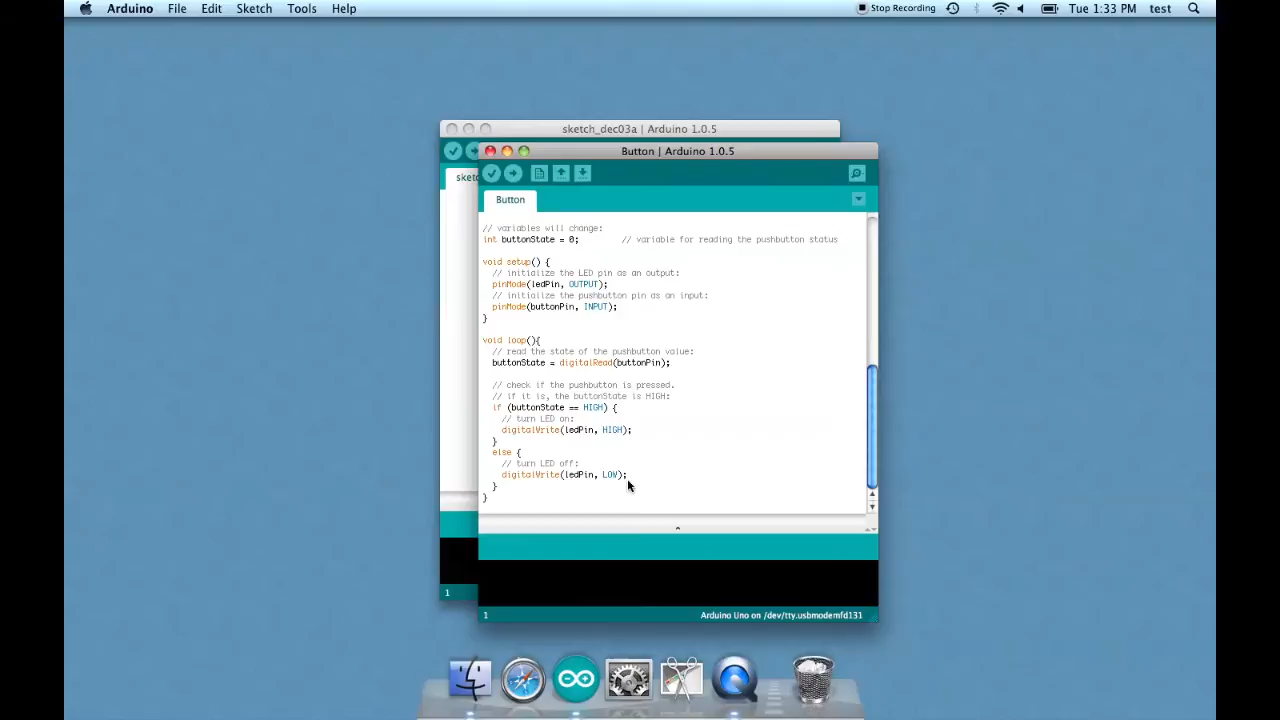 Arduino File Edit Sketch Tools Help Stop Recording Tue 1:33 PM test
sketch_dec03a | Arduino 1.0.5
Button | Arduino 1.0.5
sketc
Button
// variables will change:
int buttonState = 0; // variable for reading the pushbutton status
void setup() {
// initialize the LED pin as an output:
pinMode(ledPin, OUTPUT);
// initialize the pushbutton pin as an input:
pinMode(buttonPin, INPUT);
}
void loop(){
// read the state of the pushbutton value:
buttonState = digitalRead(buttonPin);
// check if the pushbutton is pressed.
// if it is, the buttonState is HIGH:
if (buttonState == HIGH) {
// turn LED on:
digitalWrite(ledPin, HIGH);
}
else {
// turn LED off:
digitalWrite(ledPin, LOW);
}
}
1
1 Arduino Uno on /dev/tty.usbmodemfd131